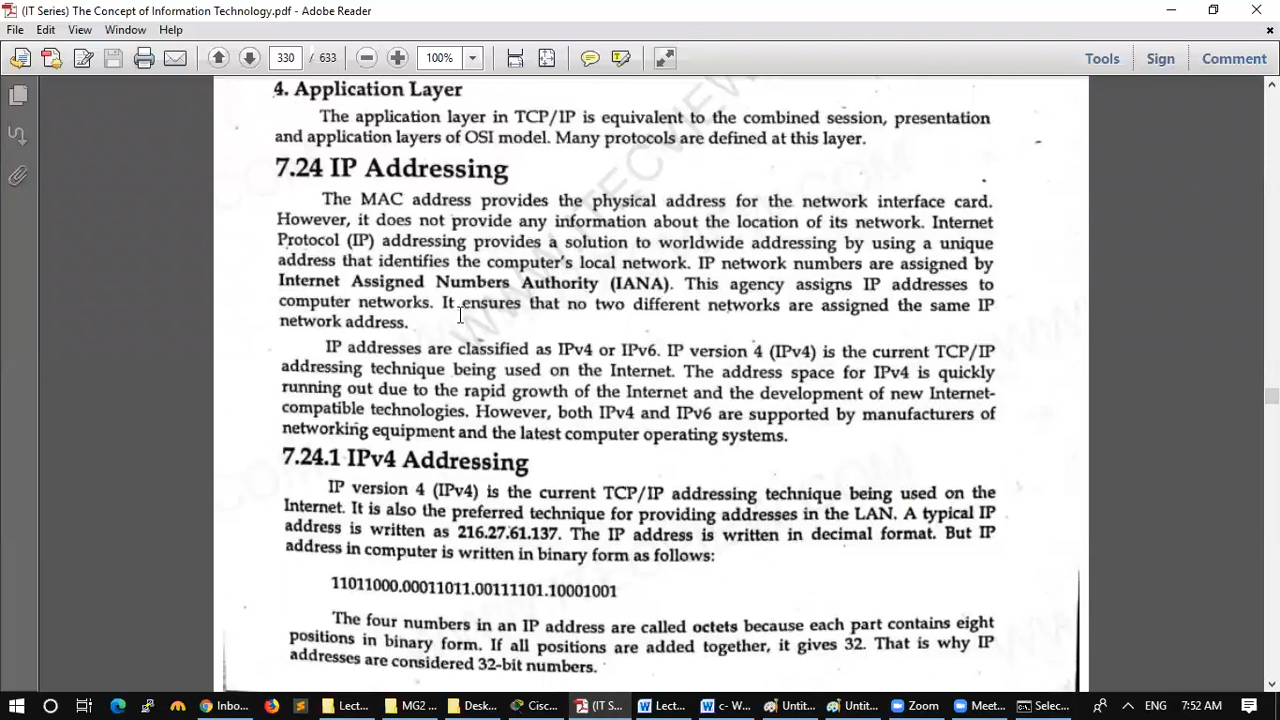 (IT Series) The Concept of Information Technology.pdf - Adobe Reader
File Edit View Window Help
330 / 633 100% Tools Sign Comment
4. Application Layer
The application layer in TCP/IP is equivalent to the combined session, presentation
and application layers of OSI model. Many protocols are defined at this layer.
7.24 IP Addressing
The MAC address provides the physical address for the network interface card.
However, it does not provide any information about the location of its network. Internet
Protocol (IP) addressing provides a solution to worldwide addressing by using a unique
address that identifies the computer's local network. IP network numbers are assigned by
Internet Assigned Numbers Authority (IANA). This agency assigns IP addresses to
computer networks. It ensures that no two different networks are assigned the same IP
network address.
IP addresses are classified as IPv4 or IPv6. IP version 4 (IPv4) is the current TCP/IP
addressing technique being used on the Internet. The address space for IPv4 is quickly
running out due to the rapid growth of the Internet and the development of new Internet-
compatible technologies. However, both IPv4 and IPv6 are supported by manufacturers of
networking equipment and the latest computer operating systems.
7.24.1 IPv4 Addressing
IP version 4 (IPv4) is the current TCP/IP addressing technique being used on the
Internet. It is also the preferred technique for providing addresses in the LAN. A typical IP
address is written as 216.27.61.137. The IP address is written in decimal format. But IP
address in computer is written in binary form as follows:
11011000.00011011.00111101.10001001
The four numbers in an IP address are called octets because each part contains eight
positions in binary form. If all positions are added together, it gives 32. That is why IP
addresses are considered 32-bit numbers.
Inbo... Lect... MG2 ... Desk... Cisc... (IT S... Lect... c- W... Untit... Untit... Zoom Meet... Selec... 7:52 AM